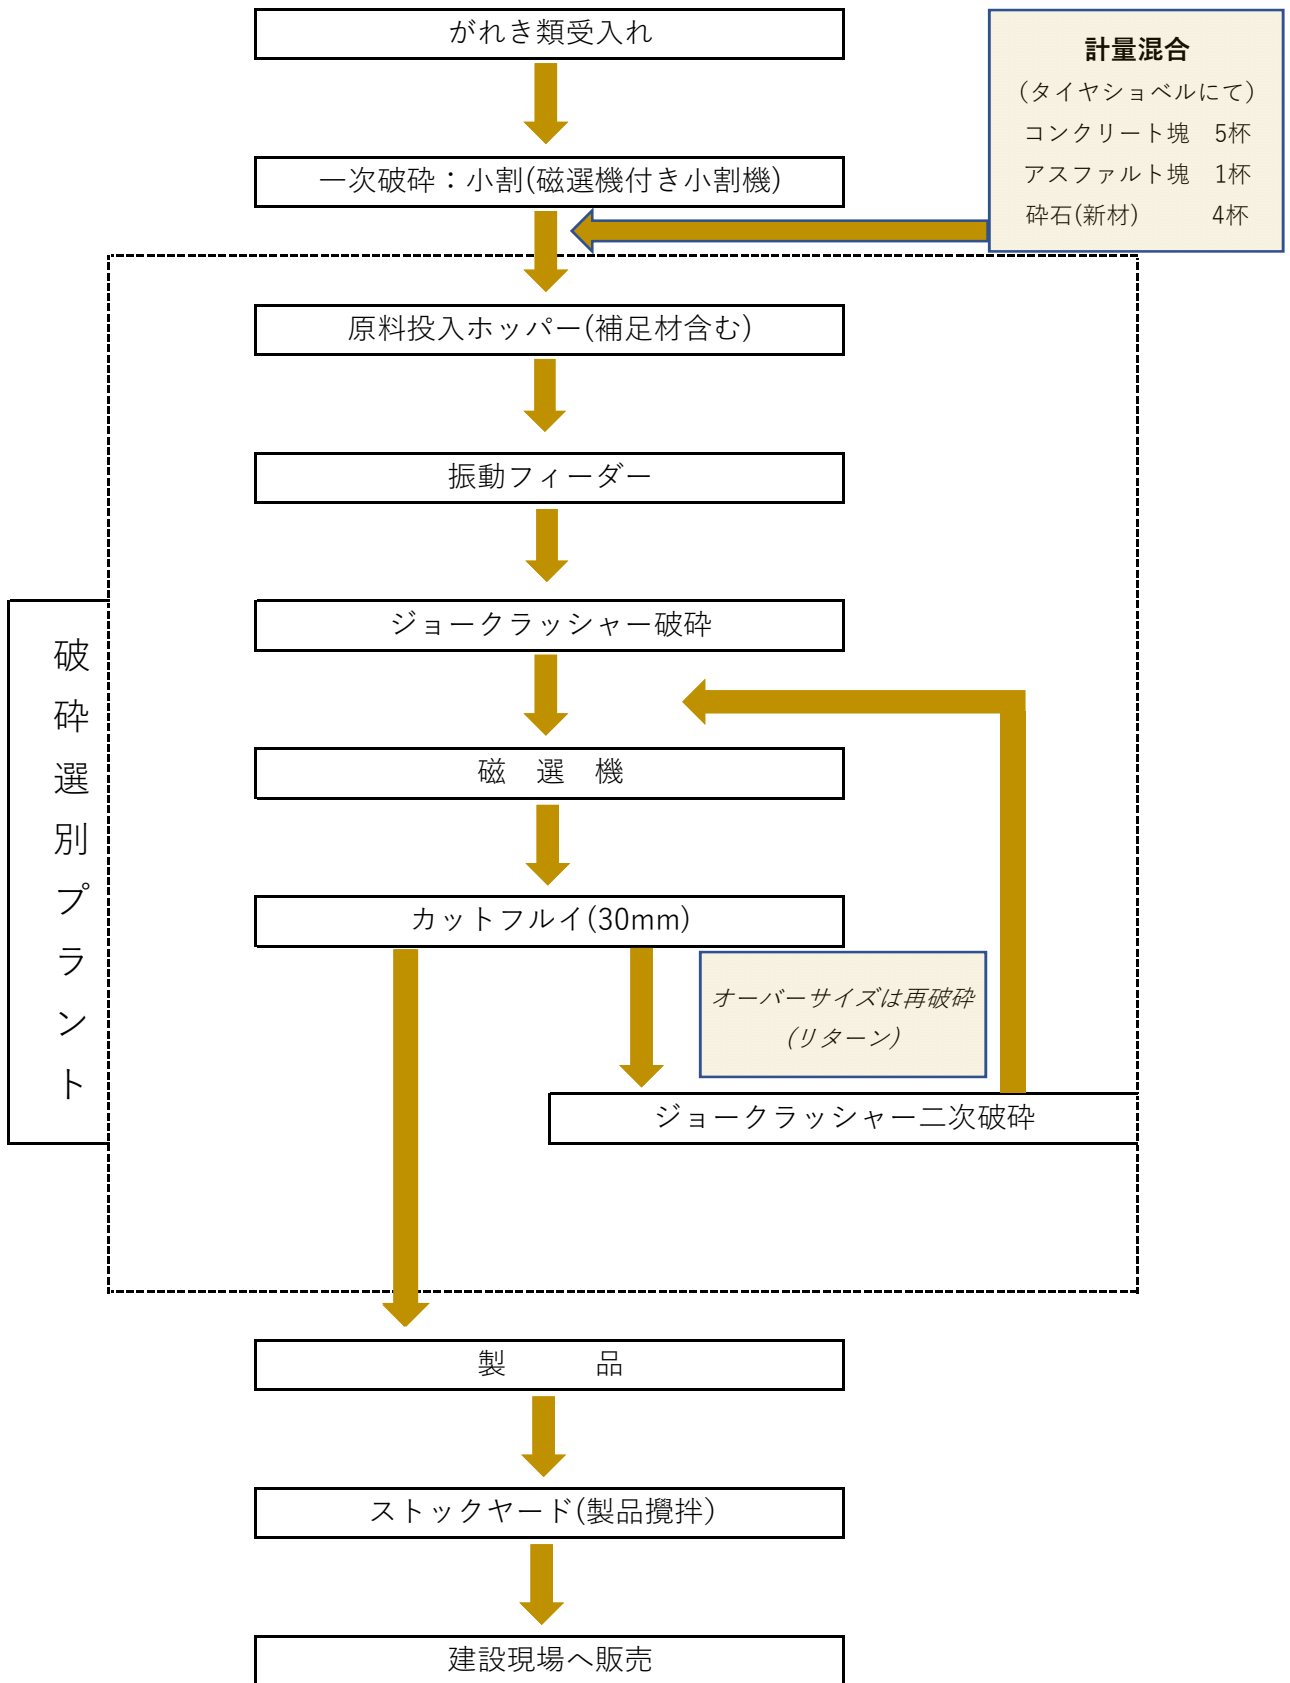 がれき類受入れ
計量混合
(タイヤショベルにて)
コンクリート塊　5杯
アスファルト塊　1杯
砕石(新材)　　　4杯
一次破砕：小割(磁選機付き小割機)
原料投入ホッパー(補足材含む)
振動フィーダー
ジョークラッシャー破砕
破砕選別プラント
磁　選　機
カットフルイ(30mm)
オーバーサイズは再破砕
(リターン)
ジョークラッシャー二次破砕
製　　　品
ストックヤード(製品攪拌)
建設現場へ販売